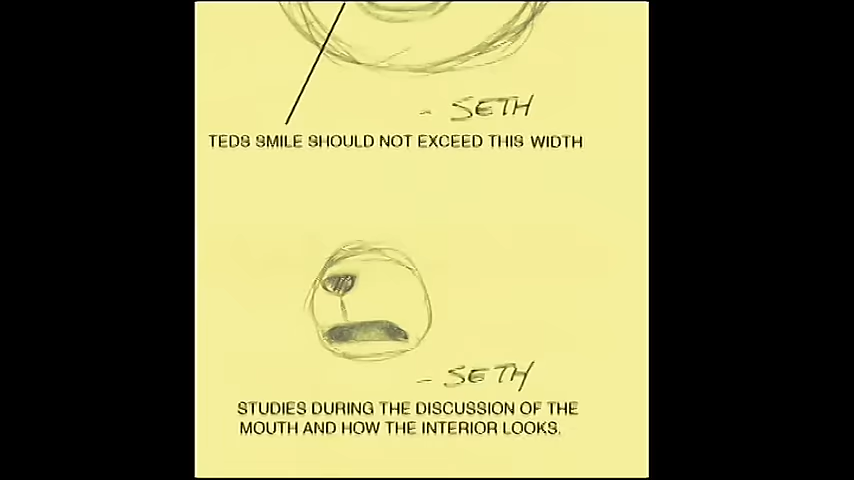 - SETH
TEDS SMILE SHOULD NOT EXCEED THIS WIDTH
- SETH
STUDIES DURING THE DISCUSSION OF THE
MOUTH AND HOW THE INTERIOR LOOKS.